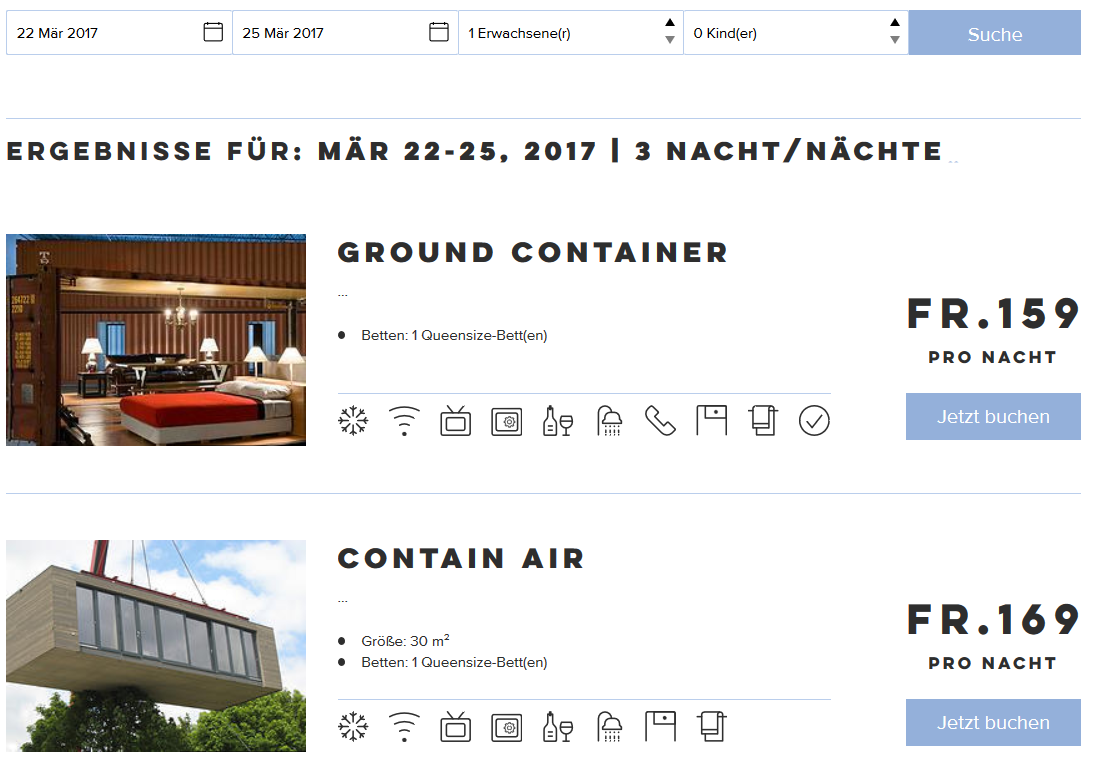 22 Mär 2017
25 Mär 2017
1 Erwachsene(r)
0 Kind(er)
Suche
ERGEBNISSE FÜR: MÄR 22-25, 2017 | 3 NACHT/NÄCHTE
GROUND CONTAINER
...
Betten: 1 Queensize-Bett(en)
FR.159
PRO NACHT
Jetzt buchen
CONTAIN AIR
...
Größe: 30 m²
Betten: 1 Queensize-Bett(en)
FR.169
PRO NACHT
Jetzt buchen